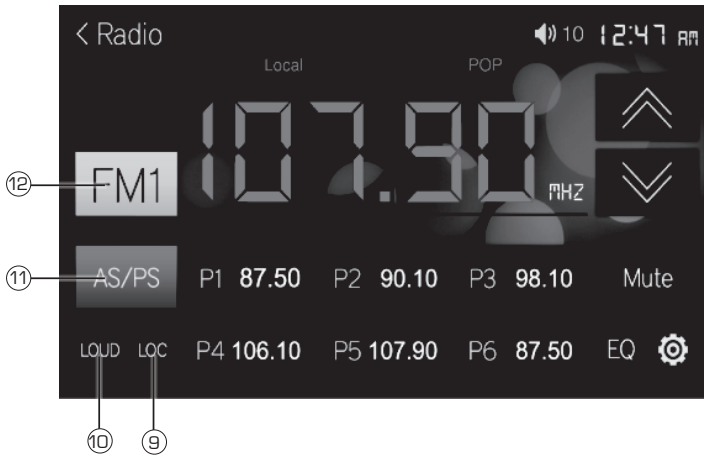 < Radio 10 12:47 AM
Local POP
107.90 MHZ
⑫ FM1
⑪ AS/PS P1 87.50 P2 90.10 P3 98.10 Mute
LOUD LOC P4 106.10 P5 107.90 P6 87.50 EQ
⑩ ⑨